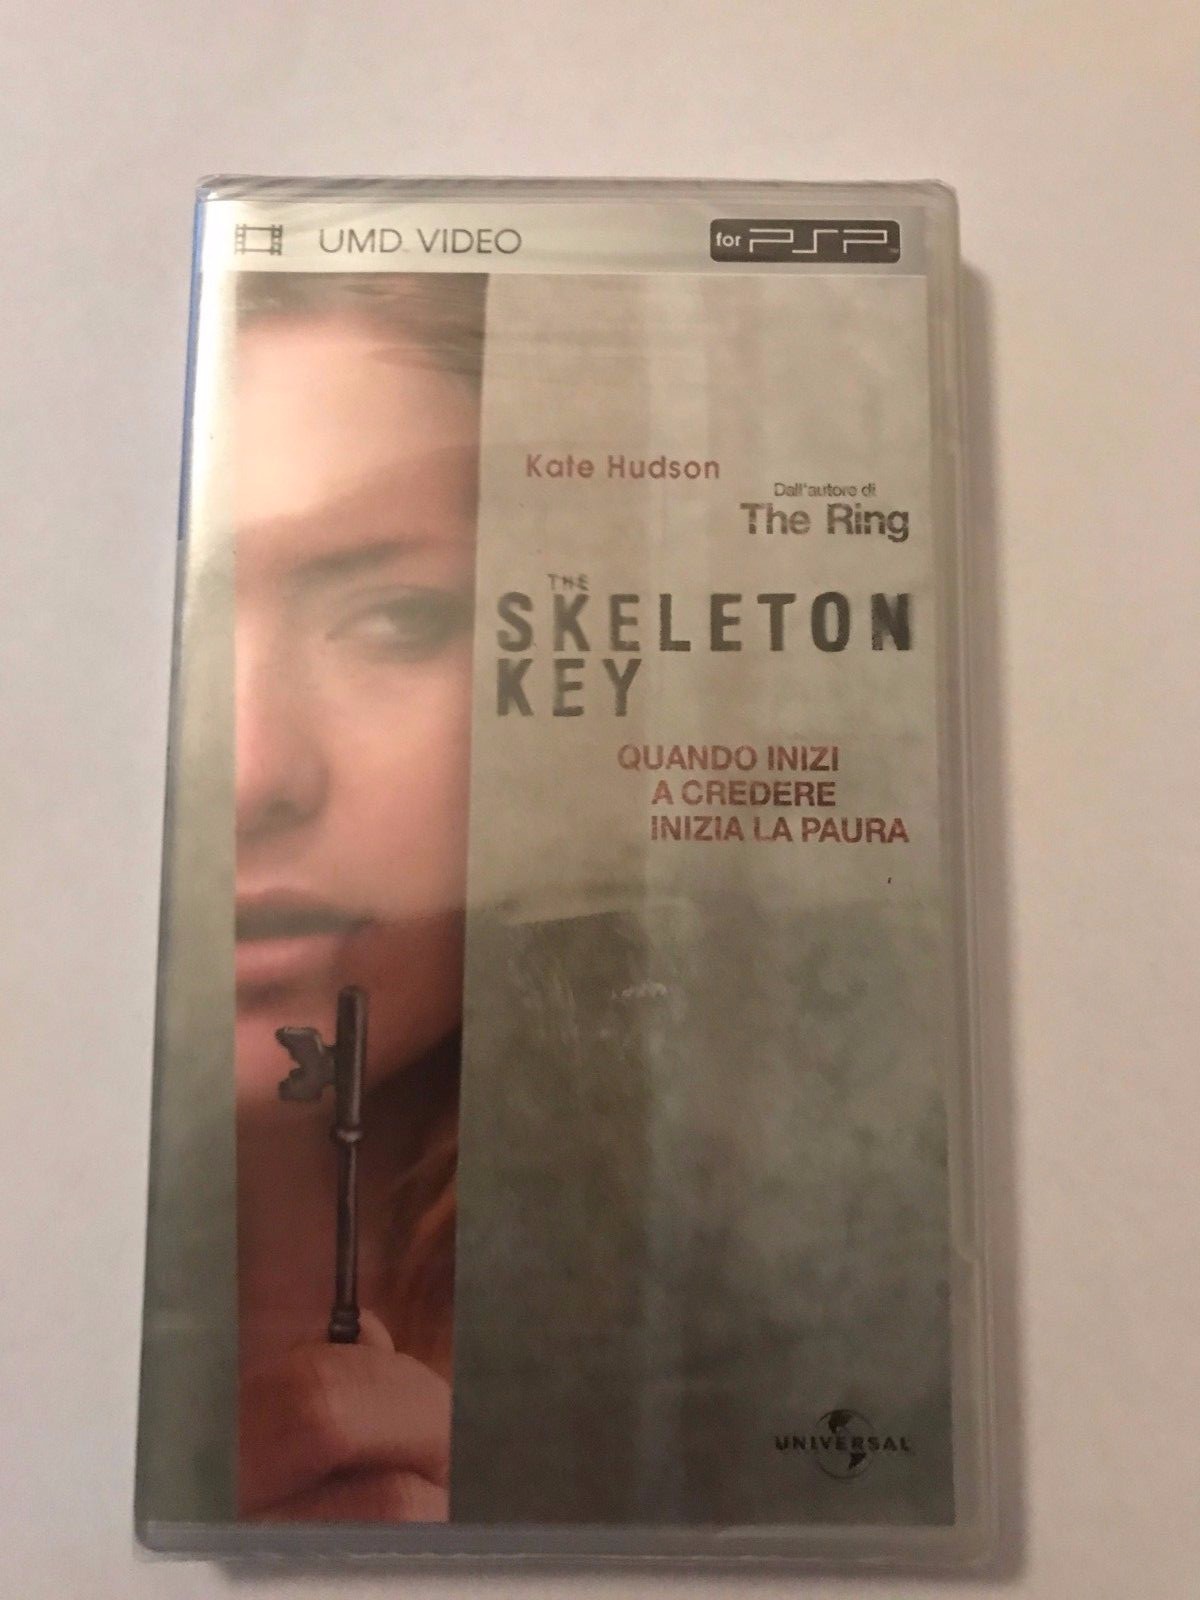 UMD VIDEO
for PSP
Kate Hudson
Dall'autore di
The Ring
THE
SKELETON
KEY
QUANDO INIZI
A CREDERE
INIZIA LA PAURA
UNIVERSAL